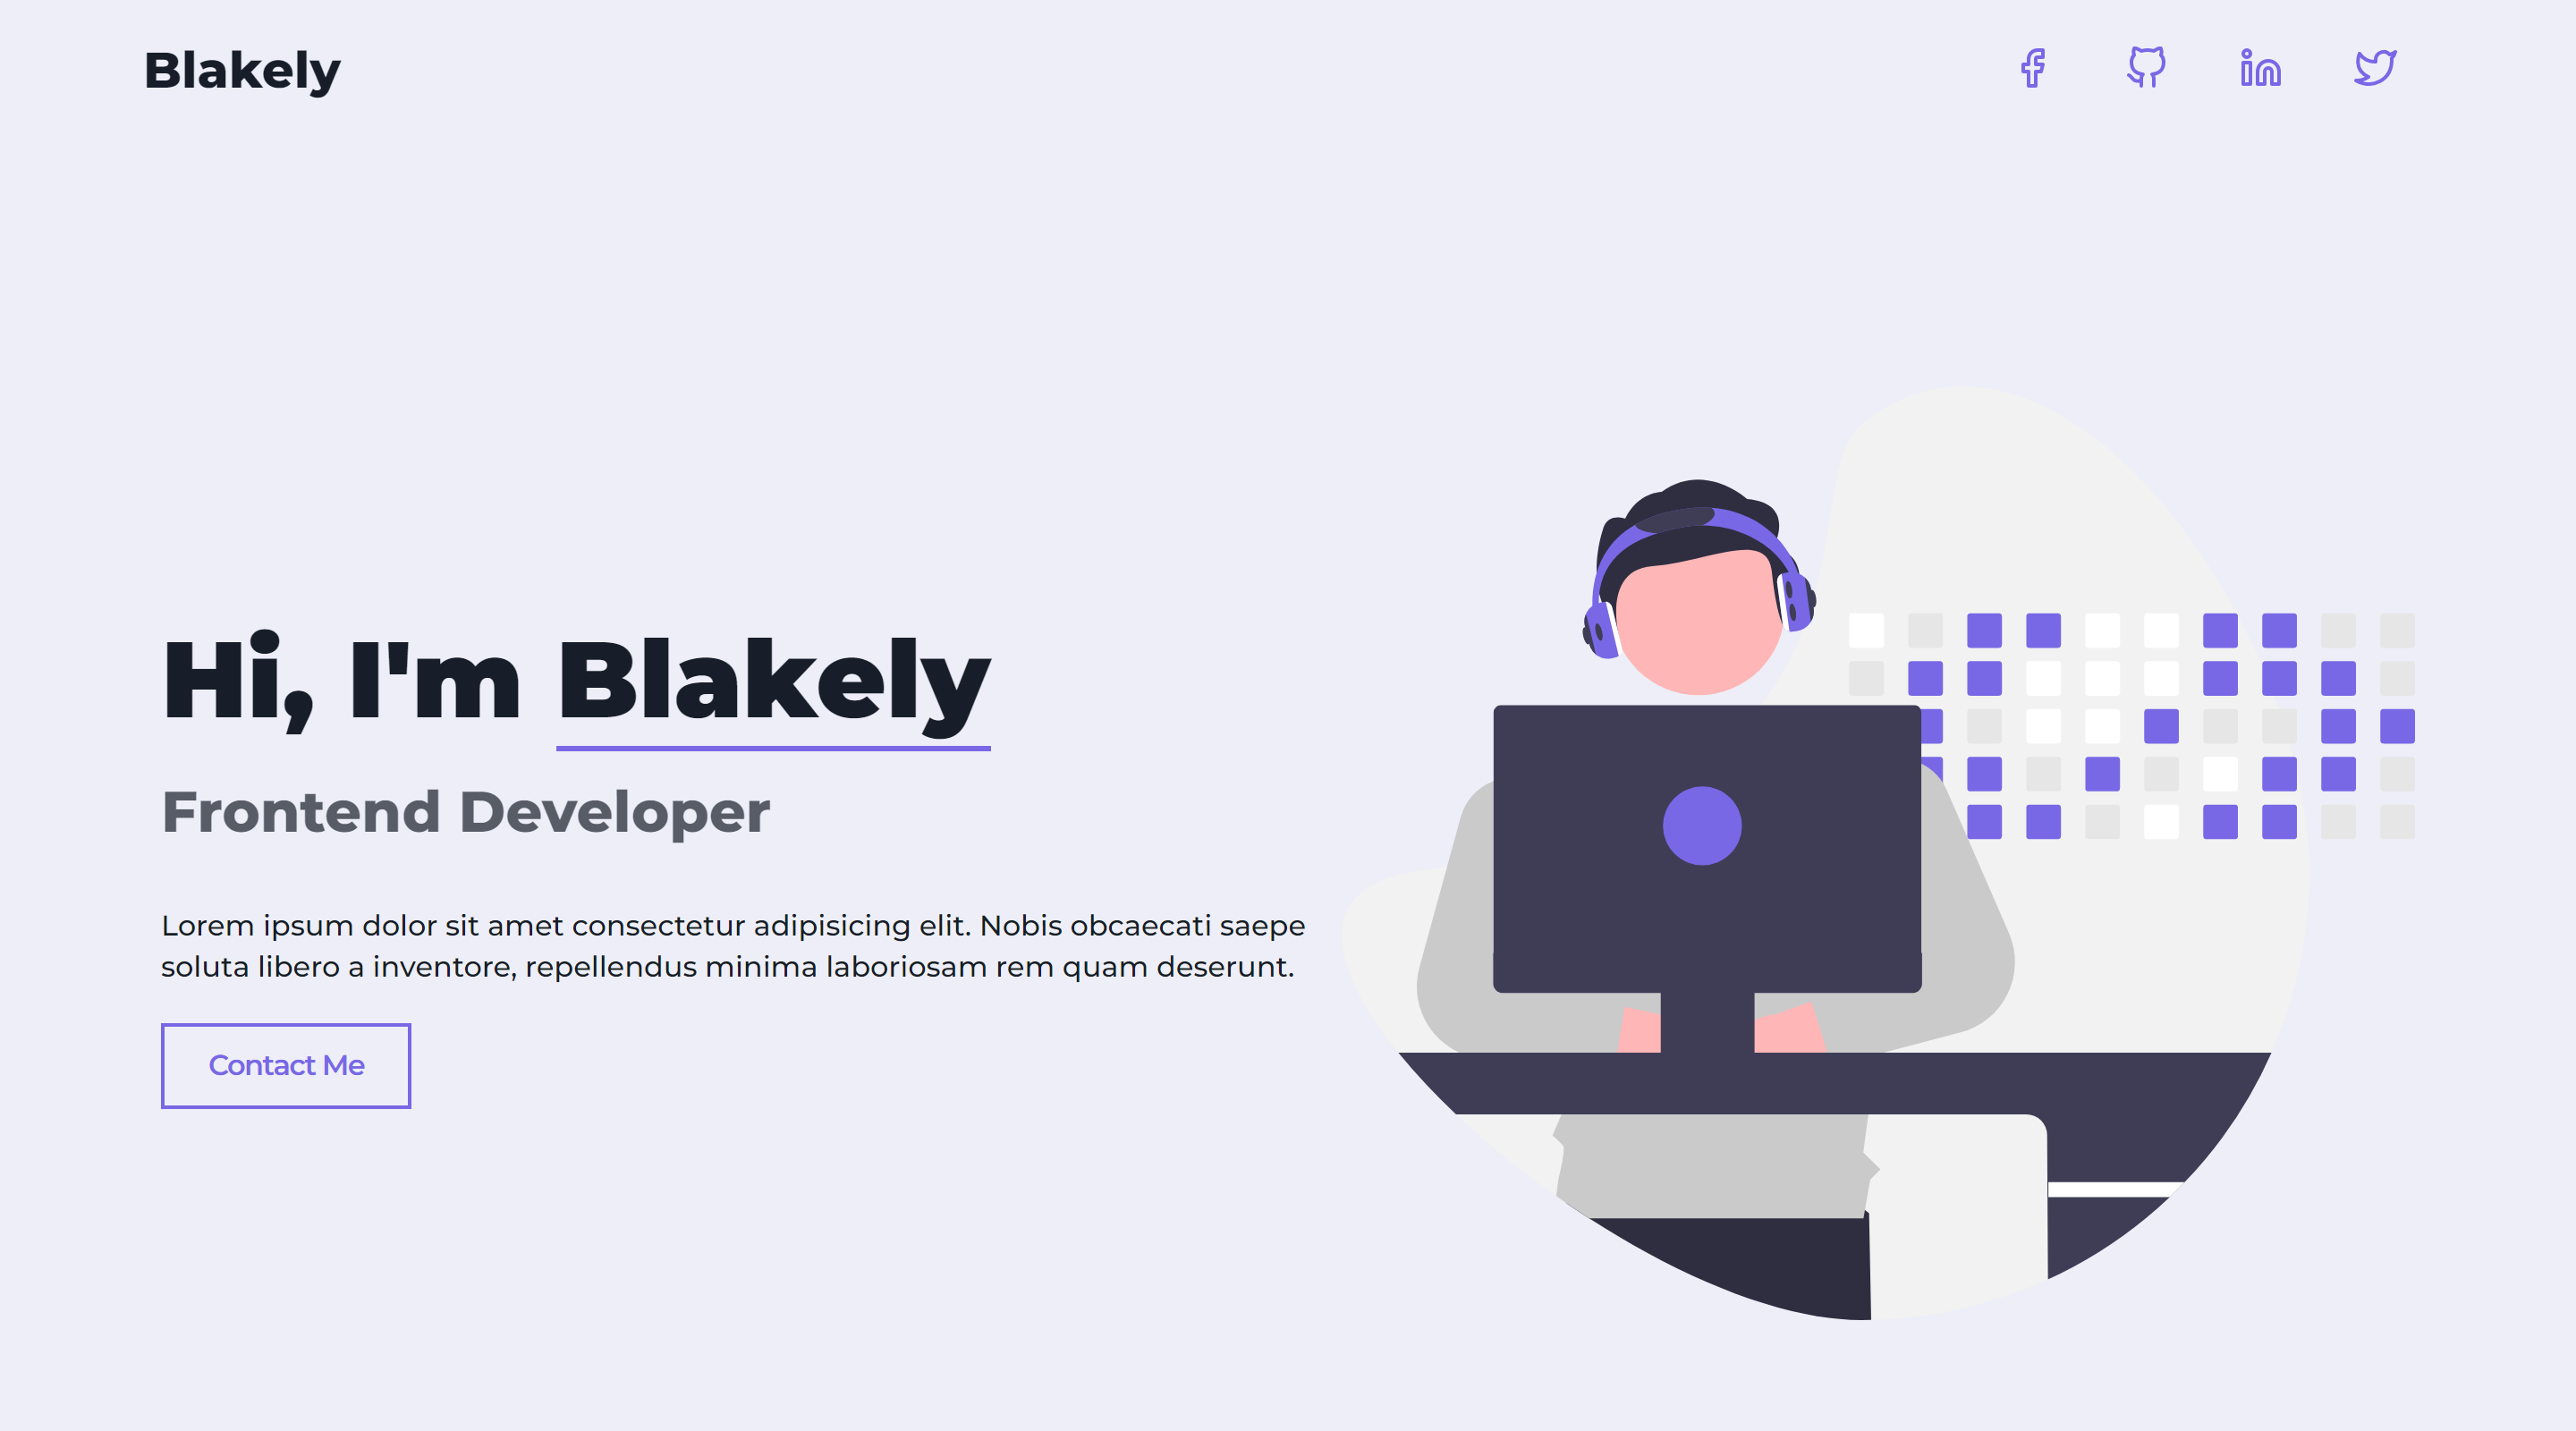 Blakely
Hi, I'm Blakely
Frontend Developer
Lorem ipsum dolor sit amet consectetur adipisicing elit. Nobis obcaecati saepe
soluta libero a inventore, repellendus minima laboriosam rem quam deserunt.
Contact Me